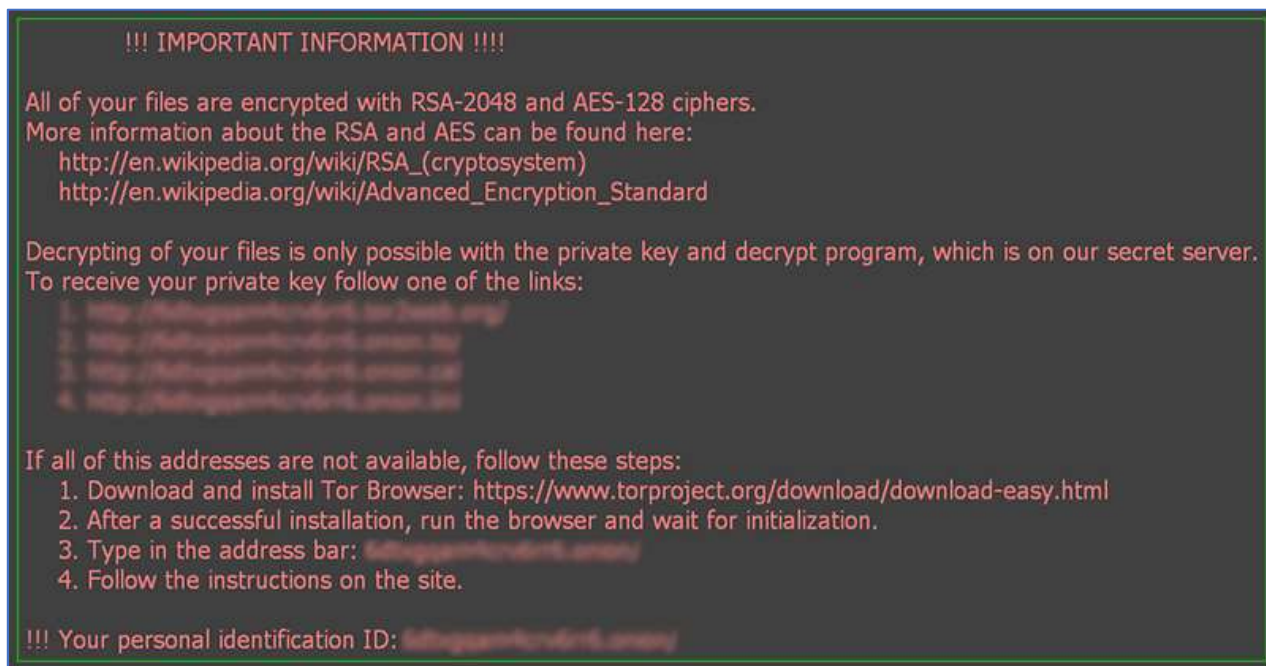 !!! IMPORTANT INFORMATION !!!!
All of your files are encrypted with RSA-2048 and AES-128 ciphers.
More information about the RSA and AES can be found here:
http://en.wikipedia.org/wiki/RSA_(cryptosystem)
http://en.wikipedia.org/wiki/Advanced_Encryption_Standard
Decrypting of your files is only possible with the private key and decrypt program, which is on our secret server.
To receive your private key follow one of the links:
1.
2.
3.
4.
If all of this addresses are not available, follow these steps:
1. Download and install Tor Browser: https://www.torproject.org/download/download-easy.html
2. After a successful installation, run the browser and wait for initialization.
3. Type in the address bar:
4. Follow the instructions on the site.
!!! Your personal identification ID: